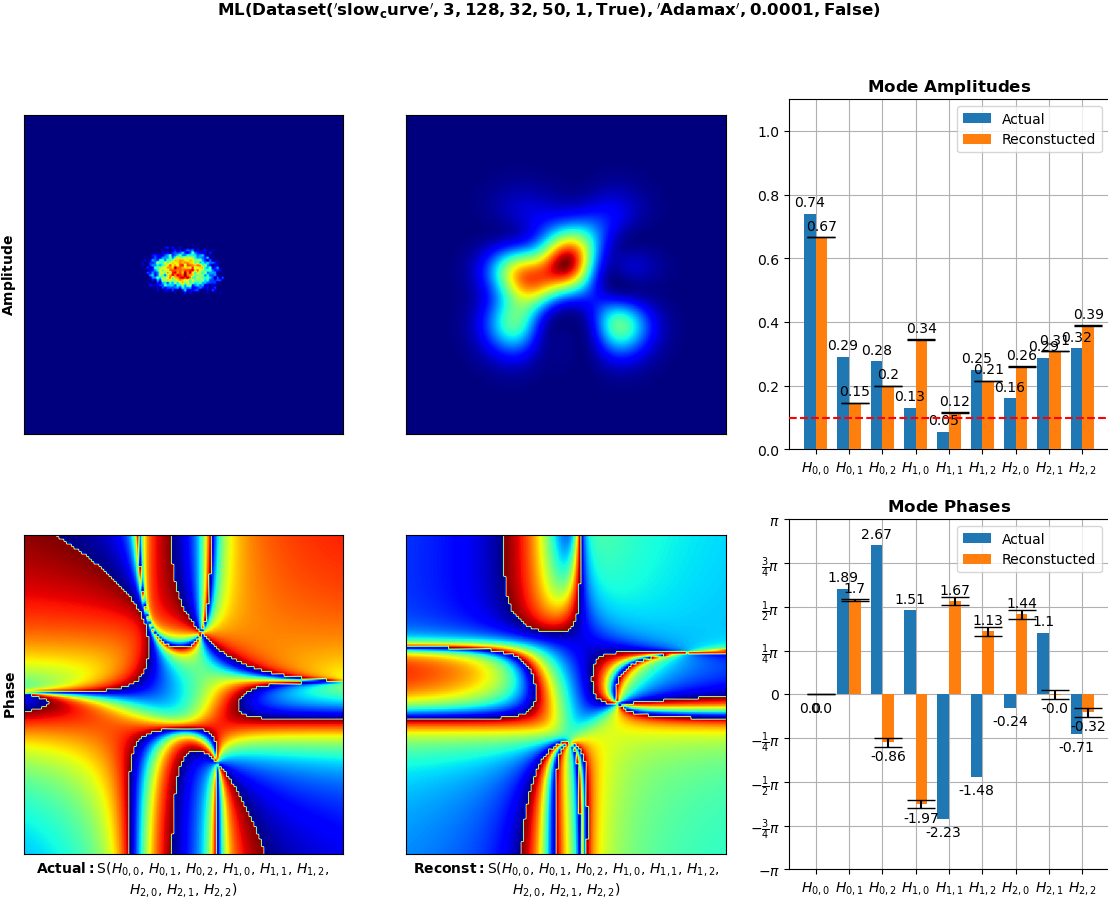 ML(Dataset('slow_curve', 3, 128, 32, 50, 1, True), 'Adamax', 0.0001, False)
Amplitude
Mode Amplitudes
Actual
Reconstucted
1.0
0.8
0.6
0.4
0.2
0.0
0.74
0.67
0.29
0.15
0.28
0.2
0.13
0.34
0.05
0.12
0.25
0.21
0.16
0.26
0.29
0.31
0.32
0.39
H0,0 H0,1 H0,2 H1,0 H1,1 H1,2 H2,0 H2,1 H2,2
Phase
Actual: S(H0,0, H0,1, H0,2, H1,0, H1,1, H1,2,
H2,0, H2,1, H2,2)
Reconst: S(H0,0, H0,1, H0,2, H1,0, H1,1, H1,2,
H2,0, H2,1, H2,2)
Mode Phases
Actual
Reconstucted
π
3/4π
1/2π
1/4π
0
−1/4π
−1/2π
−3/4π
−π
0.0
0.0
1.89
1.7
2.67
-0.86
1.51
-1.97
-2.23
1.67
-1.48
1.13
-0.24
1.44
1.1
-0.0
-0.71
-0.32
H0,0 H0,1 H0,2 H1,0 H1,1 H1,2 H2,0 H2,1 H2,2